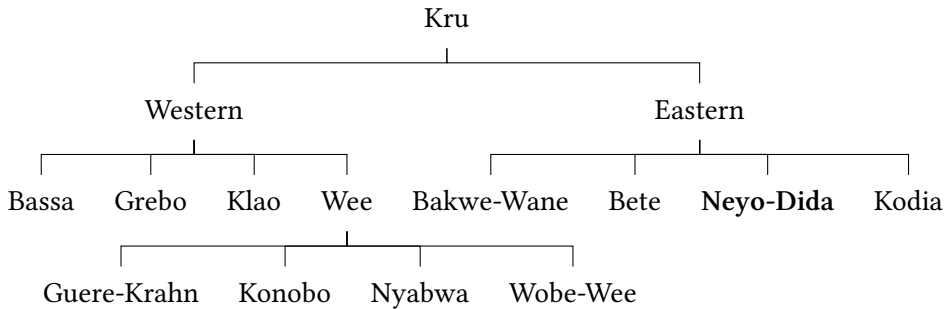 Kru
Western Eastern
Bassa Grebo Klao Wee Bakwe-Wane Bete Neyo-Dida Kodia
Guere-Krahn Konobo Nyabwa Wobe-Wee